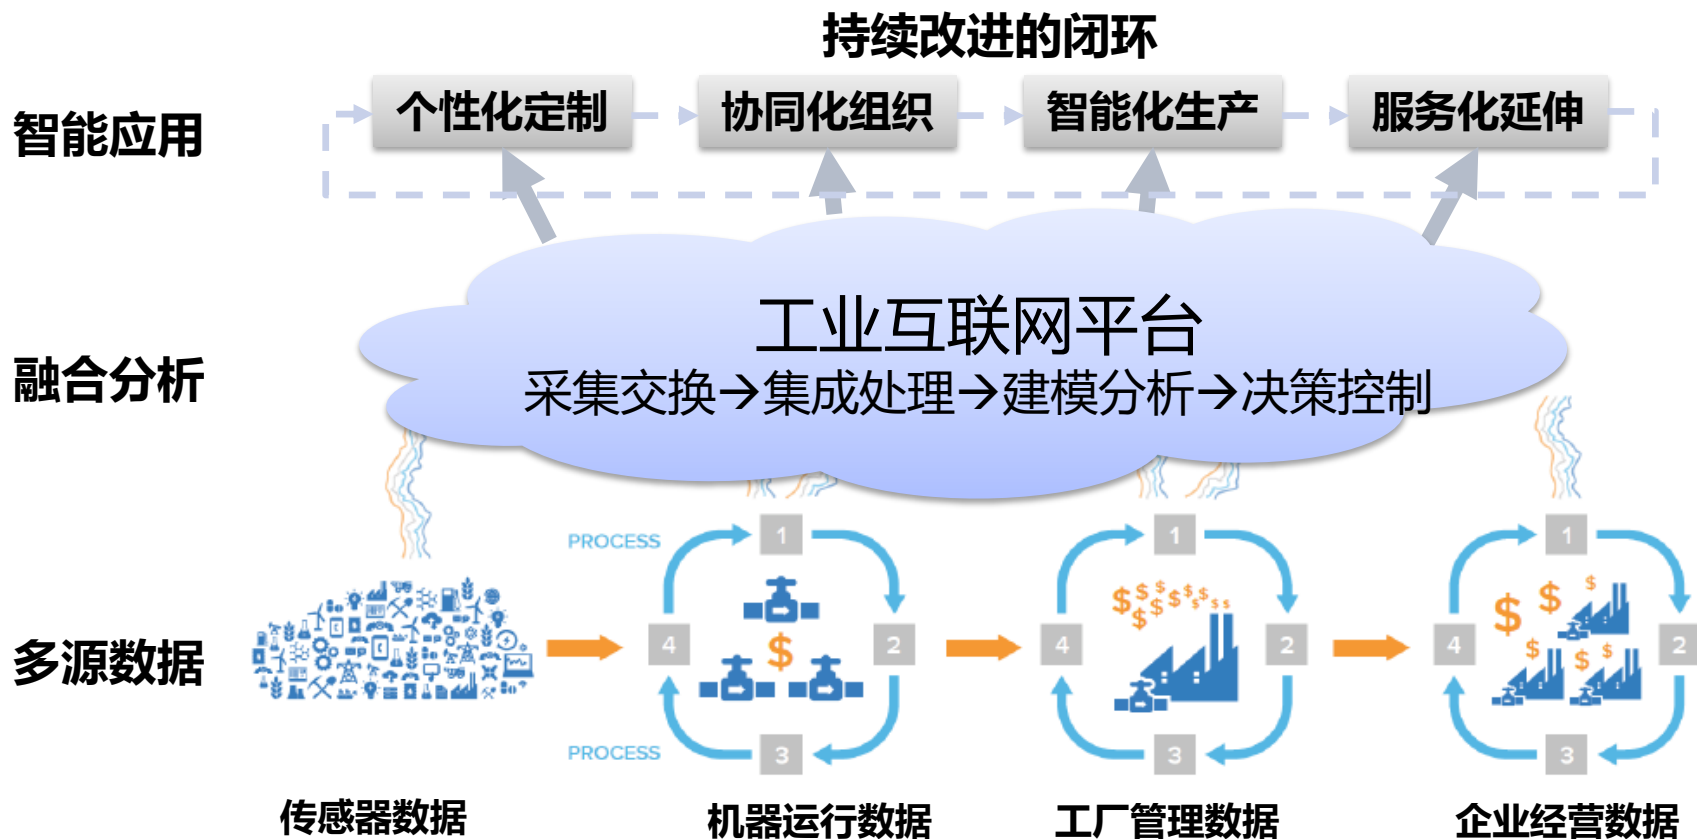 持续改进的闭环
智能应用
个性化定制
协同化组织
智能化生产
服务化延伸
融合分析
工业互联网平台
采集交换→集成处理→建模分析→决策控制
多源数据
PROCESS
1
4
2
$
3
PROCESS
1
$ $ $ $ $ $ $ $ $ $ $
4
2
3
1
$ $ $
4
2
$ $ $
3
传感器数据
机器运行数据
工厂管理数据
企业经营数据